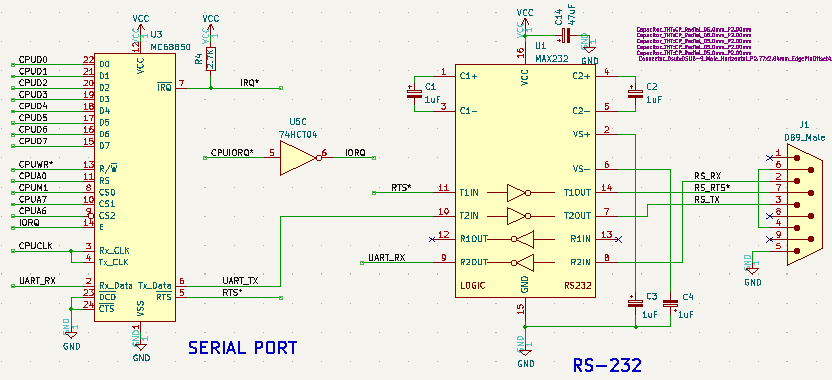 VCC
VCC
VCC
C14
47uF
GND
Capacitor_THT:CP_Radial_D5.0mm_P2.00mm
Capacitor_THT:CP_Radial_D5.0mm_P2.00mm
Capacitor_THT:CP_Radial_D5.0mm_P2.00mm
Capacitor_THT:CP_Radial_D5.0mm_P2.00mm
Capacitor_THT:CP_Radial_D5.0mm_P2.00mm
U3
MC68B50
12
VCC
R4
2.7K
U1
MAX232
16
VCC
CPUD0 22 D0
CPUD1 21 D1
CPUD2 20 D2
CPUD3 19 D3
CPUD4 18 D4
CPUD5 17 D5
CPUD6 16 D6
CPUD7 15 D7
IRQ 7 IRQ*
CPUWR* 13 R/W
CPUA0 11 RS
CPUM1 8 CS0
CPUA7 10 CS1
CPUA6 9 CS2
IORQ 14 E
CPUCLK 3 Rx_CLK
4 Tx_CLK
UART_RX 2 Rx_Data
23 DCD
24 CTS
Tx_Data 6 UART_TX
RTS 5 RTS*
VSS
1
GND
GND
SERIAL PORT
U5C
74HCT04
CPUIORQ* 5 6 IORQ
C1
1uF
1 C1+
3 C1-
C2+ 4
C2- 5
C2
1uF
VS+ 2
VS- 6
RTS* 11 T1IN T1OUT 14
10 T2IN T2OUT 7
12 R1OUT R1IN 13
UART_RX 9 R2OUT R2IN 8
LOGIC GND RS232
15
GND
C3
1uF
C4
1uF
RS_RX
RS_RTS*
RS_TX
J1
DB9_Male
1
6
2
7
3
8
4
9
5
GND
RS-232